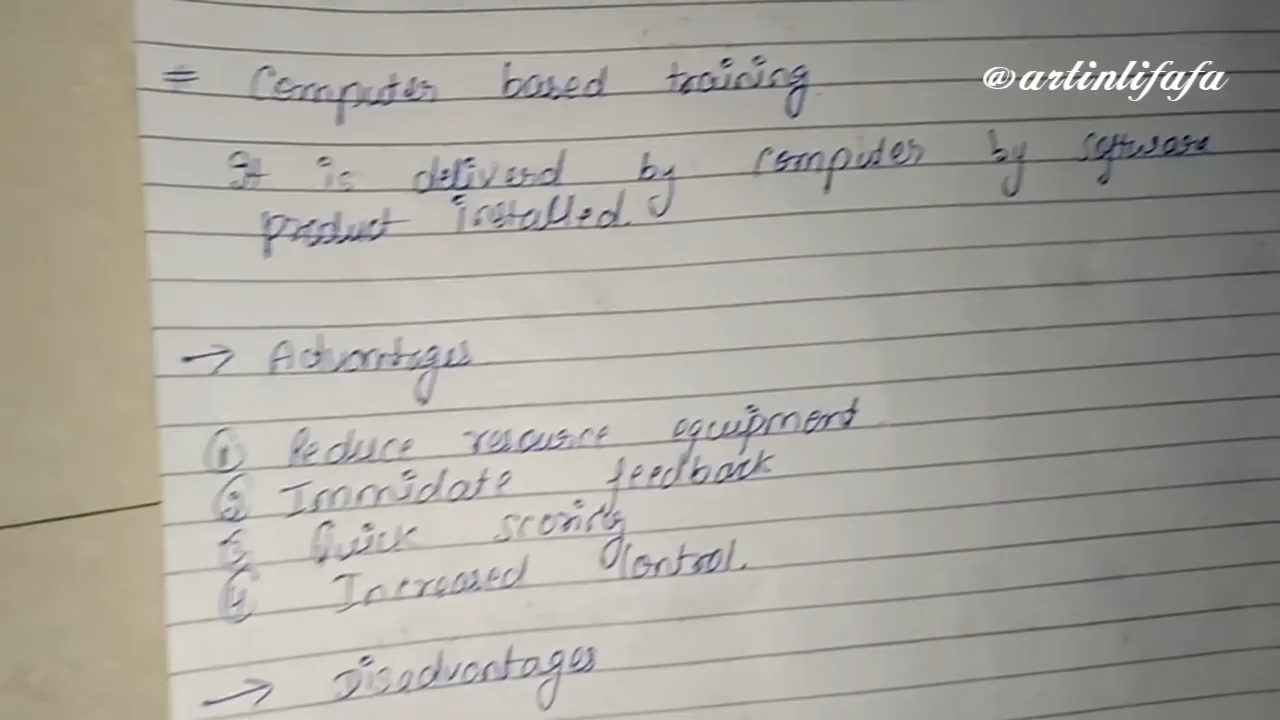 = Computer based training
@artinlifafa
It is deliverd by computer by software
product installed.
→ Advantages
① Reduce resource equipment
② Immidate feedback
③ Quick scoring
④ Increased Control.
→ Disadvantages